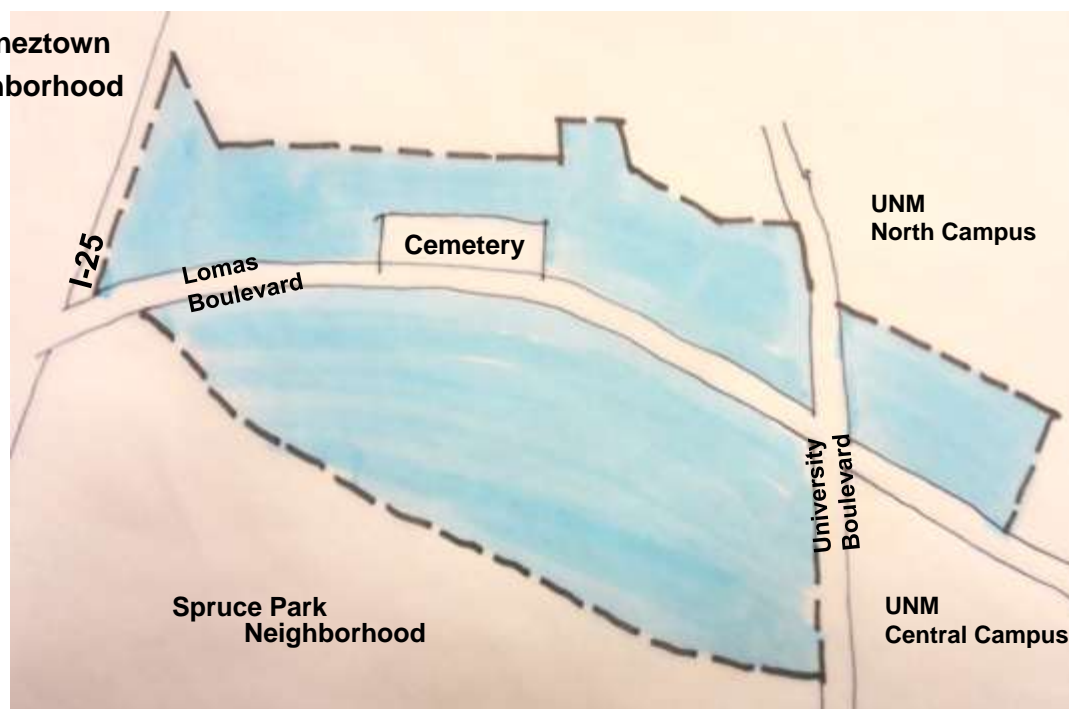 neztown
borhood
UNM
North Campus
Cemetery
I-25
Lomas
Boulevard
University
Boulevard
Spruce Park
Neighborhood
UNM
Central Campus